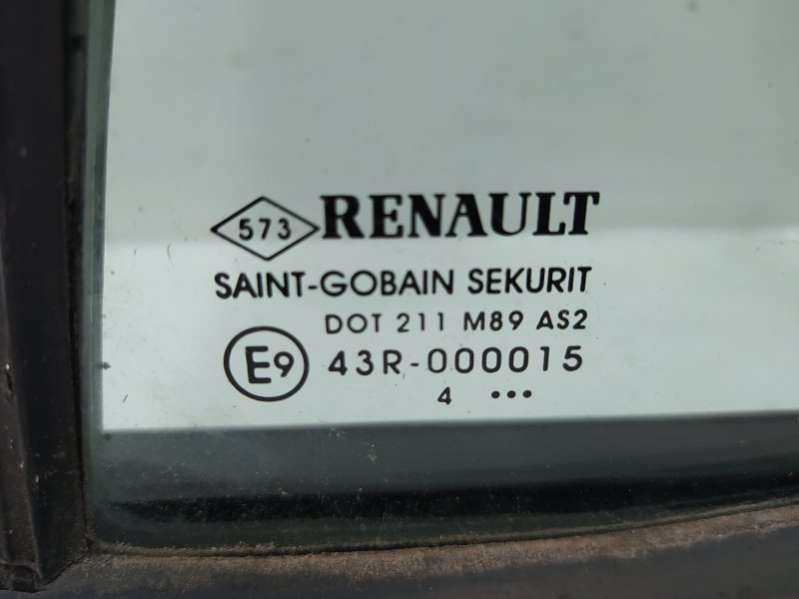 573 RENAULT
SAINT-GOBAIN SEKURIT
DOT 211 M89 AS2
E9 43R-000015
4 •••